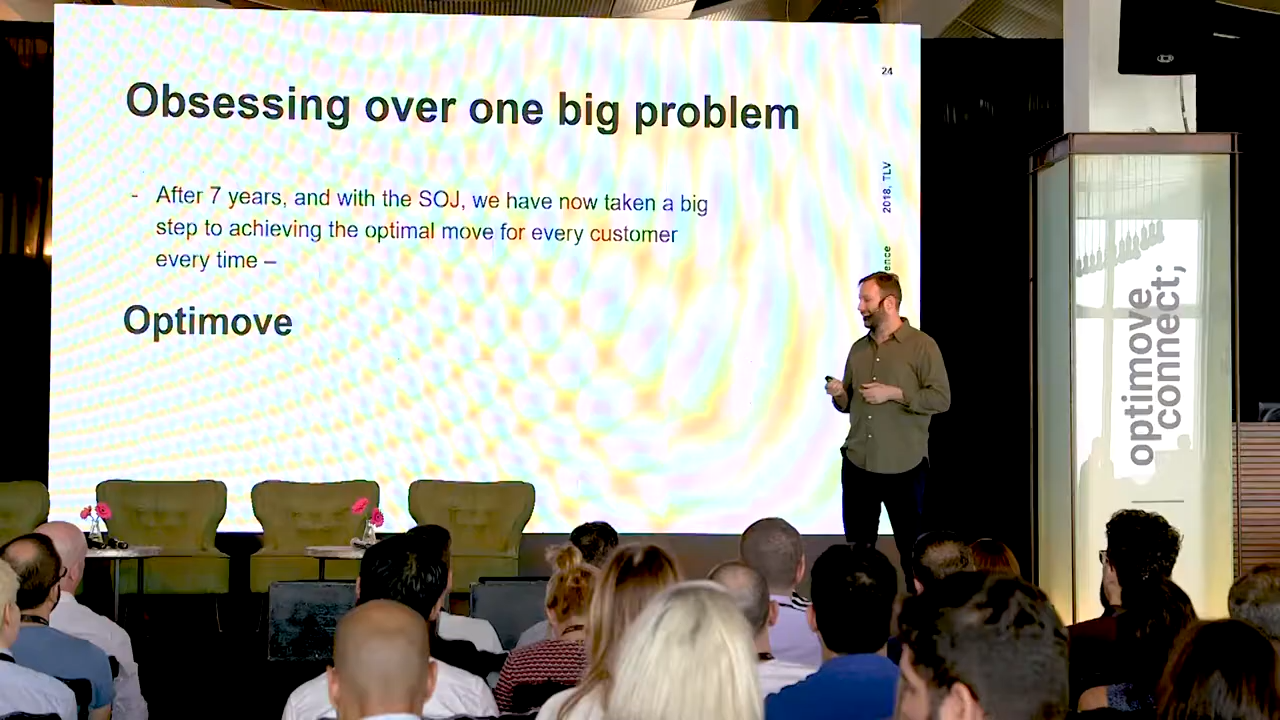 24
Obsessing over one big problem
- After 7 years, and with the SOJ, we have now taken a big
step to achieving the optimal move for every customer
every time –
Optimove
2018, TLV
optimove
connect;